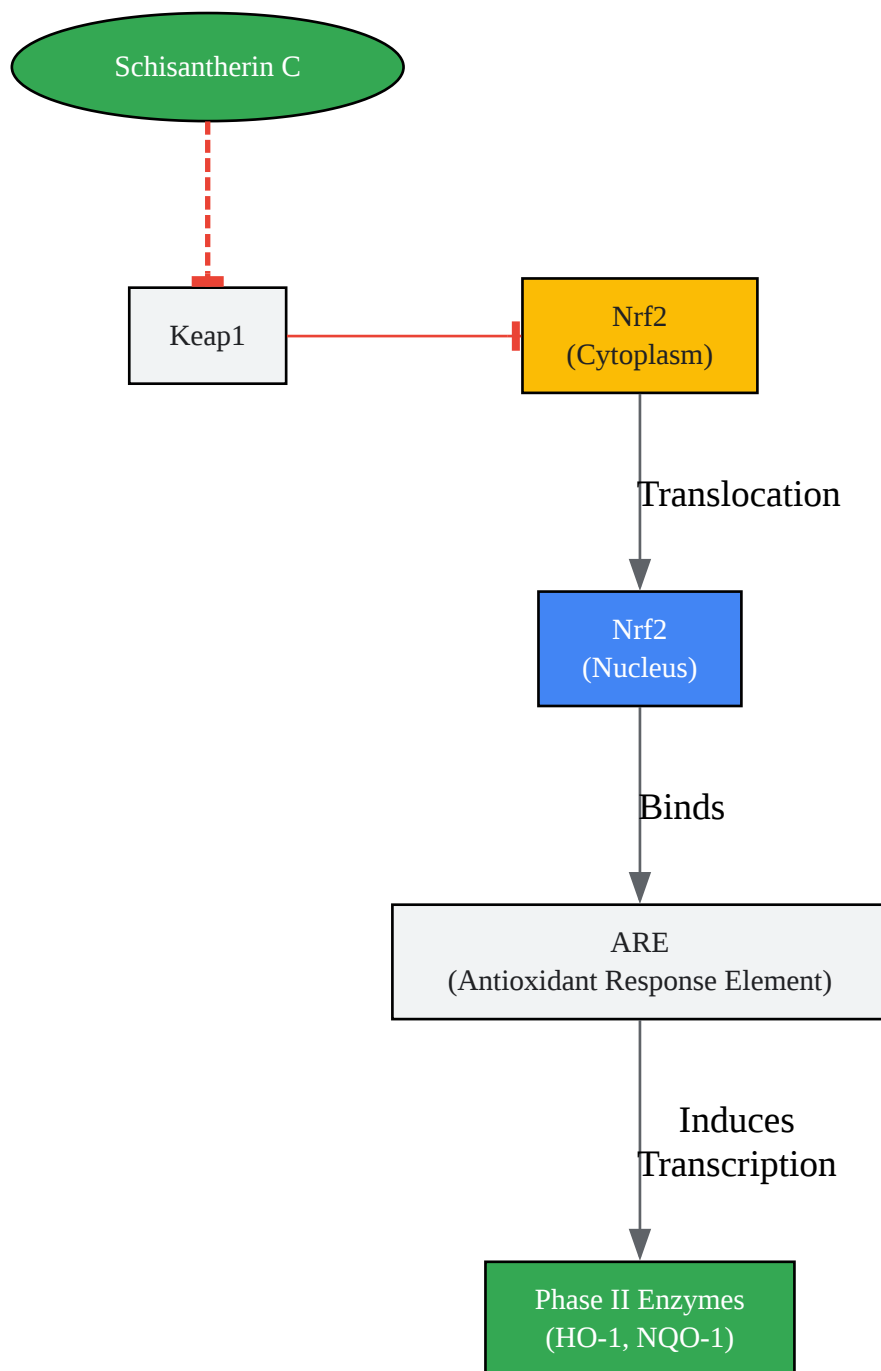 Schisantherin C
Keap1
Nrf2
(Cytoplasm)
Translocation
Nrf2
(Nucleus)
Binds
ARE
(Antioxidant Response Element)
Induces
Transcription
Phase II Enzymes
(HO-1, NQO-1)